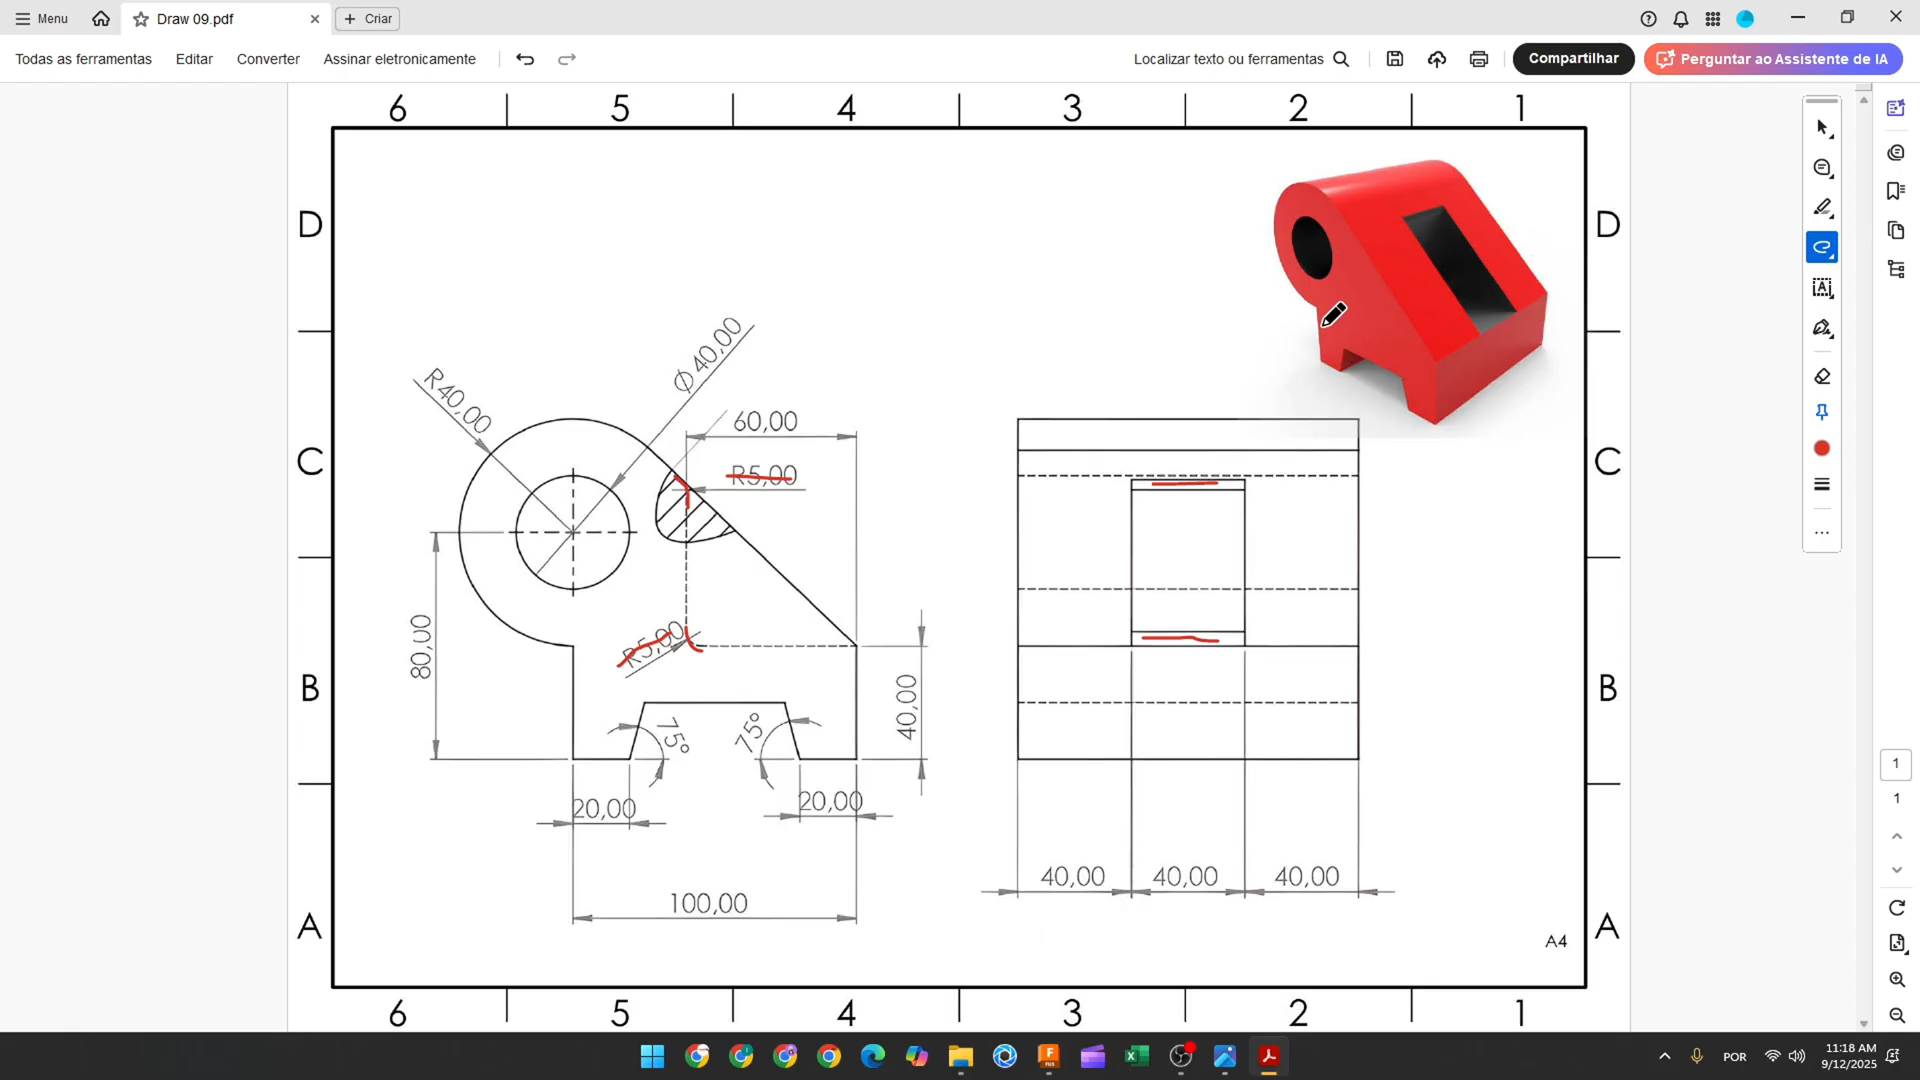 Menu
Draw 09.pdf
Criar
Todas as ferramentas
Editar
Converter
Assinar eletronicamente
Localizar texto ou ferramentas
Compartilhar
Perguntar ao Assistente de IA
6 5 4 3 2 1
D D
R40,00
Ø 40,00
60,00
C C
R5,00
80,00
R5,00
40,00
B B
75°
75°
20,00
20,00
40,00 40,00 40,00
100,00
A A
A4
6 5 4 3 2 1
1
1
POR
11:18 AM
9/12/2025